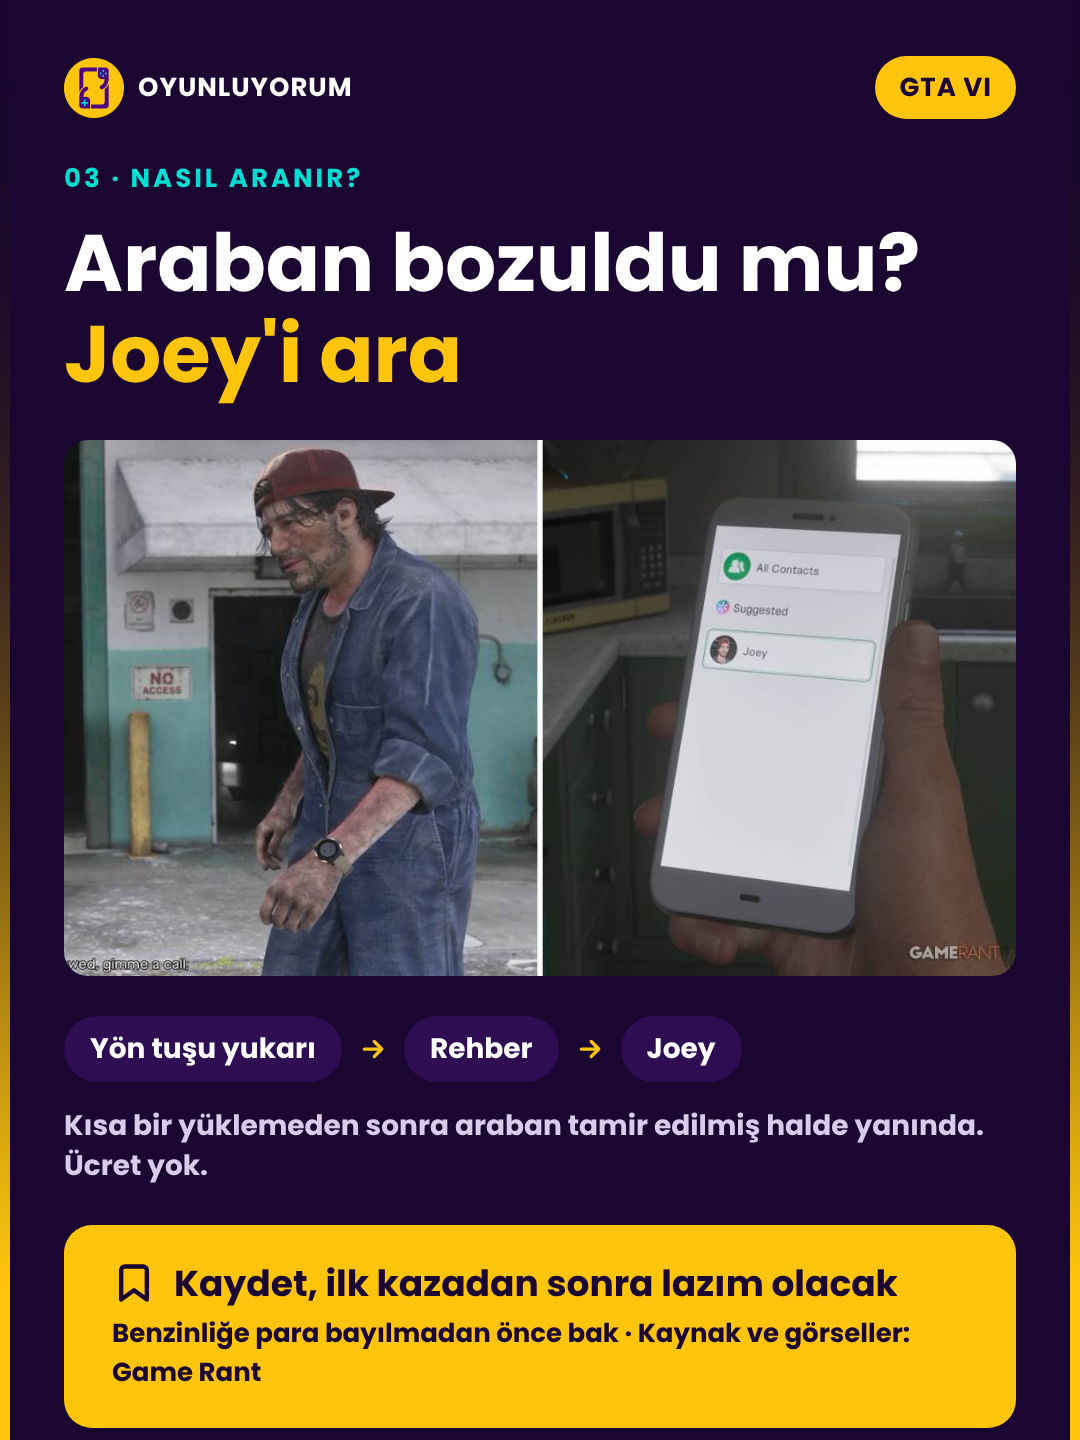 OYUNLUYORUM
GTA VI
03 · NASIL ARANIR?
Araban bozuldu mu?
Joey'i ara
NO
ACCESS
wed, gimme a call.
All Contacts
Suggested
Joey
GAMERANT
Yön tuşu yukarı → Rehber → Joey
Kısa bir yüklemeden sonra araban tamir edilmiş halde yanında.
Ücret yok.
Kaydet, ilk kazadan sonra lazım olacak
Benzinliğe para bayılmadan önce bak · Kaynak ve görseller:
Game Rant